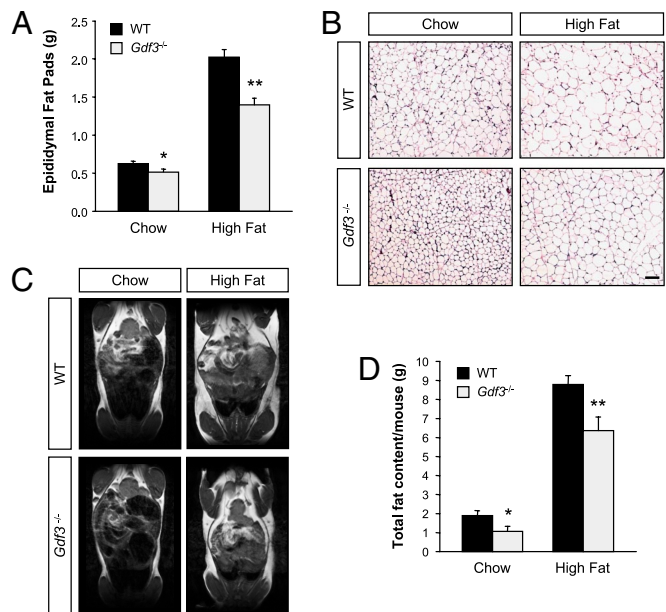 A
Epididymal Fat Pads (g)
2.5
2.0
1.5
1.0
0.5
0.0
WT
Gdf3-/-
*
**
Chow
High Fat
B
Chow
High Fat
WT
Gdf3-/-
C
Chow
High Fat
WT
Gdf3-/-
D
Total fat content/mouse (g)
10
9
8
7
6
5
4
3
2
1
0
WT
Gdf3-/-
*
**
Chow
High Fat